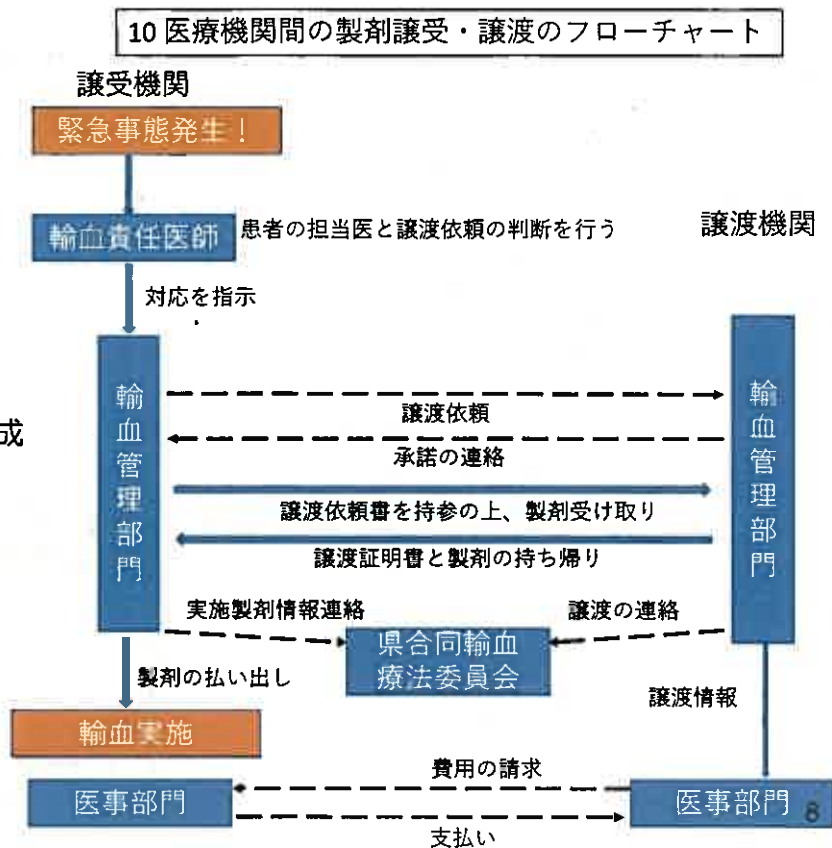 10 医療機関間の製剤譲受・譲渡のフローチャート
譲受機関
緊急事態発生！
輸血責任医師
患者の担当医と譲渡依頼の判断を行う
譲渡機関
対応を指示
成
輸血管理部門
輸血管理部門
譲渡依頼
承諾の連絡
譲渡依頼書を持参の上、製剤受け取り
譲渡証明書と製剤の持ち帰り
実施製剤情報連絡
譲渡の連絡
県合同輸血
療法委員会
製剤の払い出し
譲渡情報
輸血実施
費用の請求
医事部門
医事部門
8
支払い